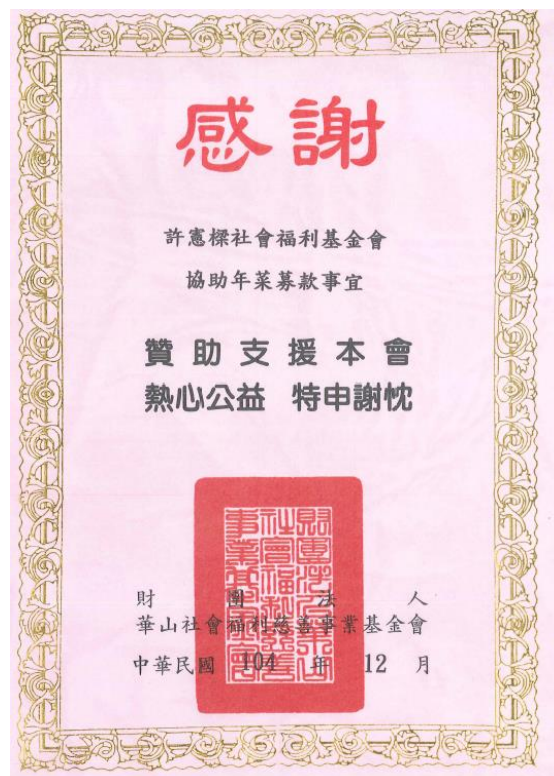 感謝
許憲樑社會福利基金會
協助年菜募款事宜
贊助支援本會
熱心公益 特申謝忱
財團法人
華山社會福利慈善事業基金會
中華民國 104 年 12 月